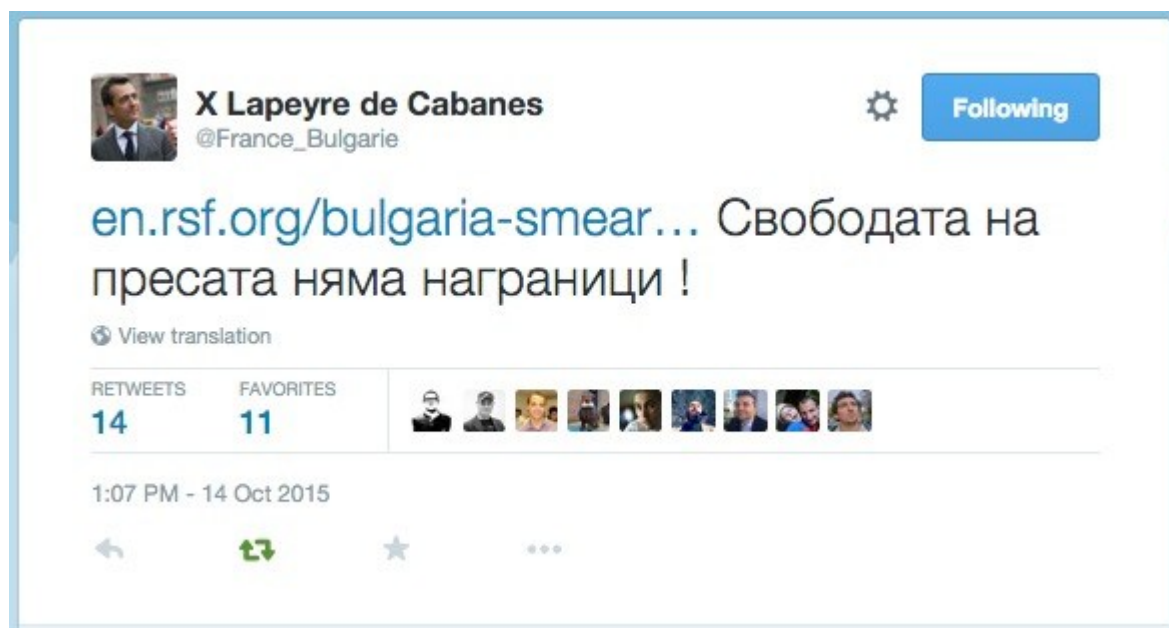 X Lapeyre de Cabanes
@France_Bulgarie
Following
en.rsf.org/bulgaria-smear… Свободата на
пресата няма награници !
View translation
RETWEETS FAVORITES
14 11
1:07 PM - 14 Oct 2015